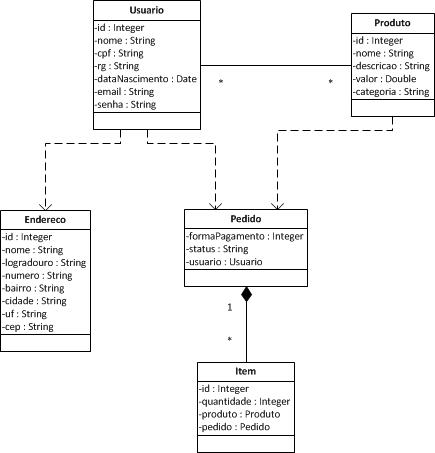 Usuario
-id : Integer
-nome : String
-cpf : String
-rg : String
-dataNascimento : Date
-email : String
-senha : String
Produto
-id : Integer
-nome : String
-descricao : String
-valor : Double
-categoria : String
*
*
Endereco
-id : Integer
-nome : String
-logradouro : String
-numero : String
-bairro : String
-cidade : String
-uf : String
-cep : String
Pedido
-formaPagamento : Integer
-status : String
-usuario : Usuario
1
*
Item
-id : Integer
-quantidade : Integer
-produto : Produto
-pedido : Pedido